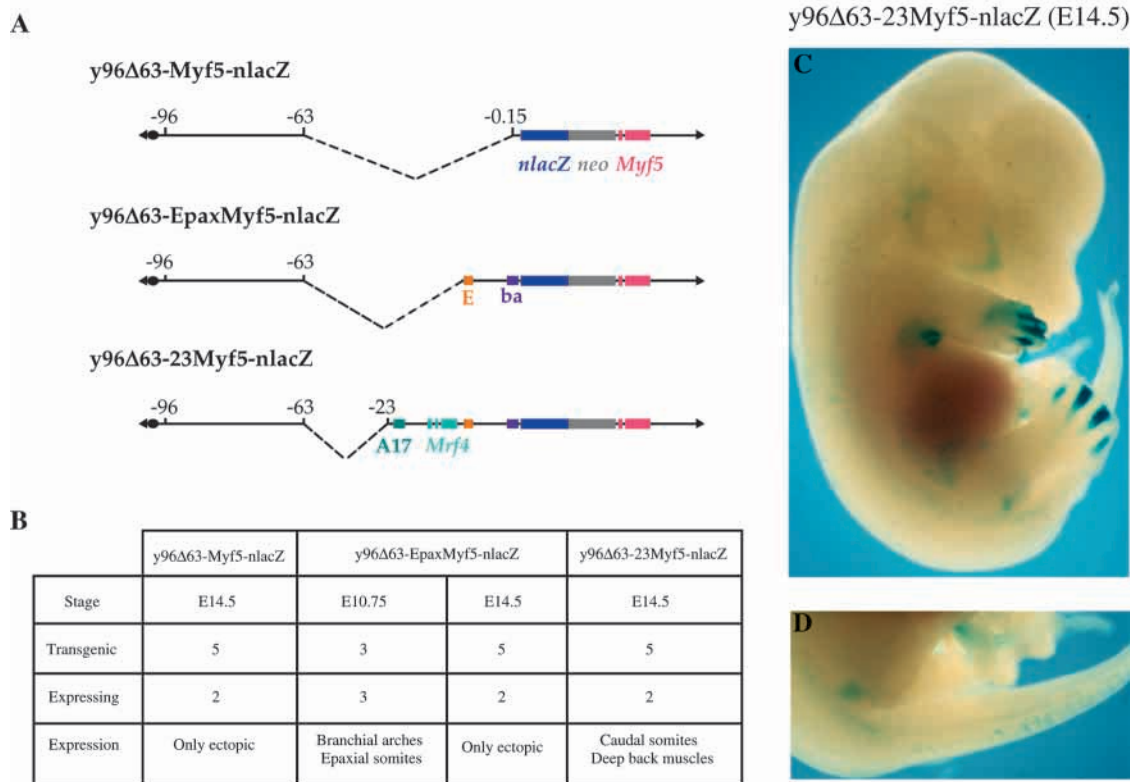 A
y96Δ63-Myf5-nlacZ
-96 -63 -0.15
nlacZ neo Myf5
y96Δ63-EpaxMyf5-nlacZ
-96 -63
E ba
y96Δ63-23Myf5-nlacZ
-96 -63 -23
A17 Mrf4
B
y96Δ63-Myf5-nlacZ y96Δ63-EpaxMyf5-nlacZ y96Δ63-23Myf5-nlacZ
Stage E14.5 E10.75 E14.5 E14.5
Transgenic 5 3 5 5
Expressing 2 3 2 2
Expression Only ectopic Branchial arches Only ectopic Caudal somites
Epaxial somites Deep back muscles
y96Δ63-23Myf5-nlacZ (E14.5)
C
D